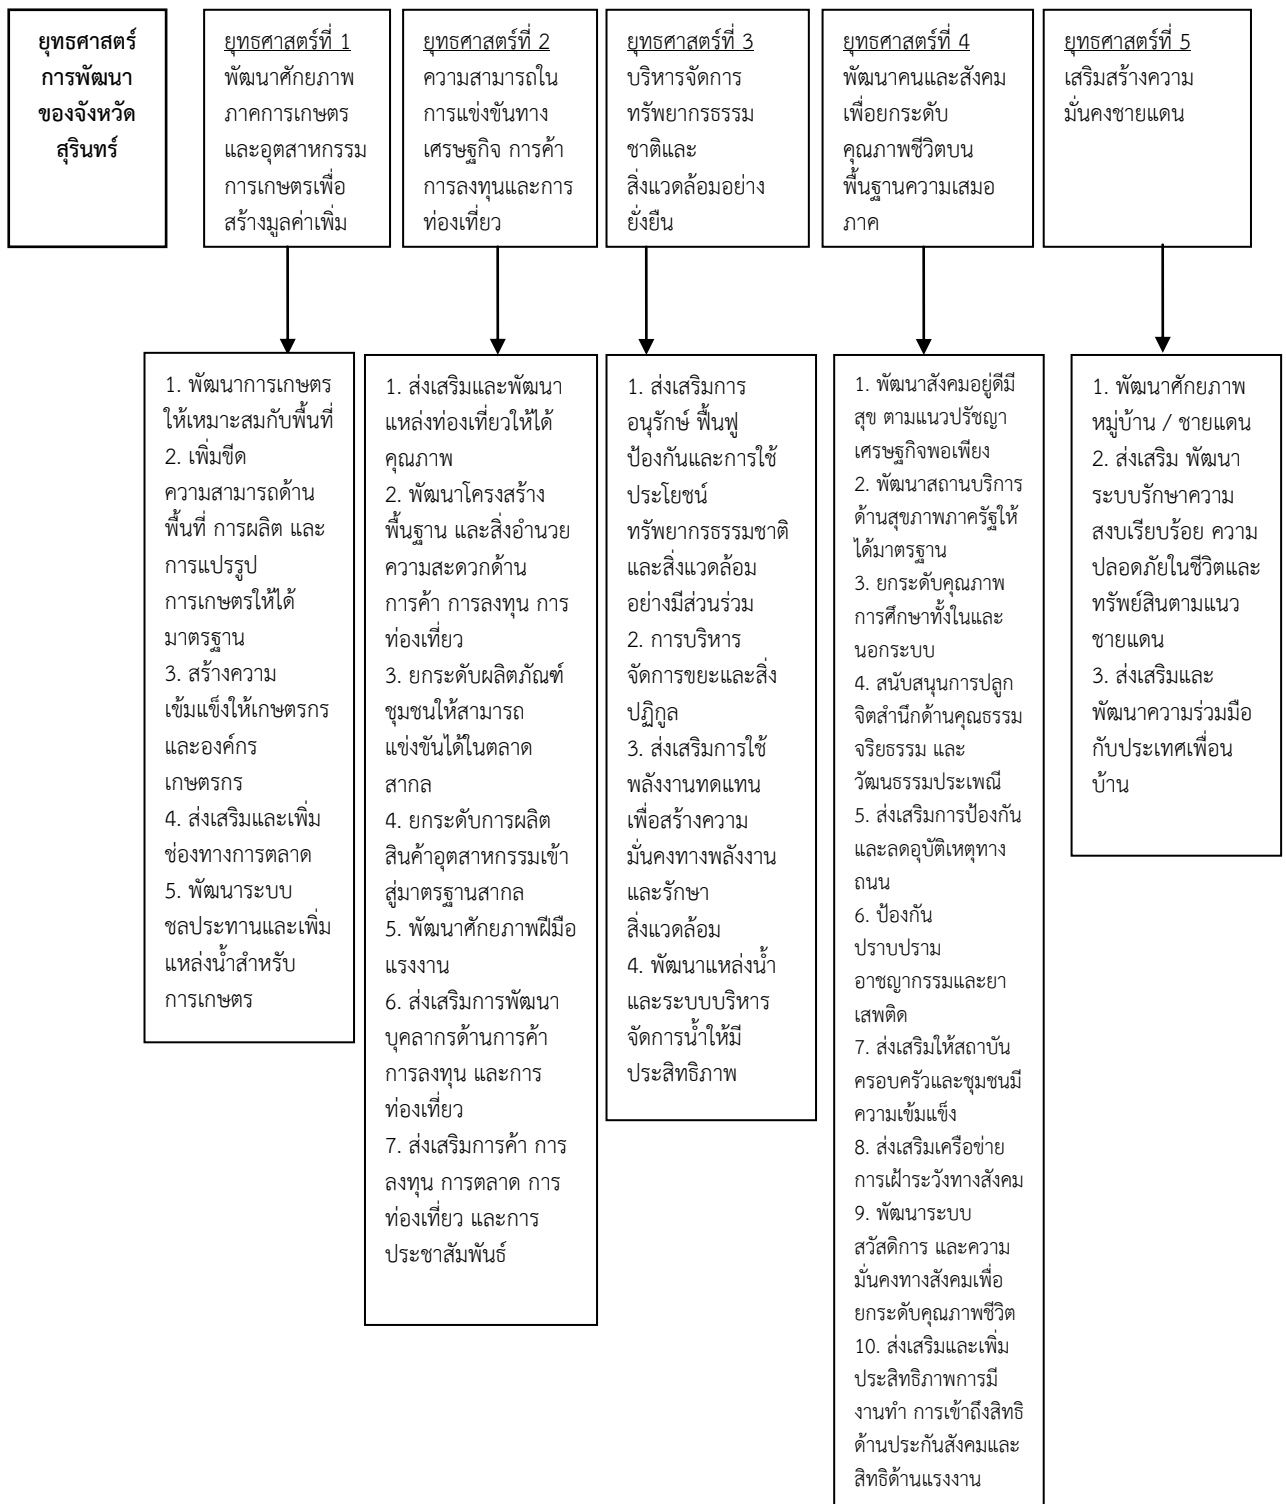 ยุทธศาสตร์
การพัฒนา
ของจังหวัด
สุรินทร์
ยุทธศาสตร์ที่ 1
พัฒนาศักยภาพ
ภาคการเกษตร
และอุตสาหกรรม
การเกษตรเพื่อ
สร้างมูลค่าเพิ่ม
ยุทธศาสตร์ที่ 2
ความสามารถใน
การแข่งขันทาง
เศรษฐกิจ การค้า
การลงทุนและการ
ท่องเที่ยว
ยุทธศาสตร์ที่ 3
บริหารจัดการ
ทรัพยากรธรรม
ชาติและ
สิ่งแวดล้อมอย่าง
ยั่งยืน
ยุทธศาสตร์ที่ 4
พัฒนาคนและสังคม
เพื่อยกระดับ
คุณภาพชีวิตบน
พื้นฐานความเสมอ
ภาค
ยุทธศาสตร์ที่ 5
เสริมสร้างความ
มั่นคงชายแดน
1. พัฒนาการเกษตร
ให้เหมาะสมกับพื้นที่
2. เพิ่มขีด
ความสามารถด้าน
พื้นที่ การผลิต และ
การแปรรูป
การเกษตรให้ได้
มาตรฐาน
3. สร้างความ
เข้มแข็งให้เกษตรกร
และองค์กร
เกษตรกร
4. ส่งเสริมและเพิ่ม
ช่องทางการตลาด
5. พัฒนาระบบ
ชลประทานและเพิ่ม
แหล่งน้ำสำหรับ
การเกษตร
1. ส่งเสริมและพัฒนา
แหล่งท่องเที่ยวให้ได้
คุณภาพ
2. พัฒนาโครงสร้าง
พื้นฐาน และสิ่งอำนวย
ความสะดวกด้าน
การค้า การลงทุน การ
ท่องเที่ยว
3. ยกระดับผลิตภัณฑ์
ชุมชนให้สามารถ
แข่งขันได้ในตลาด
สากล
4. ยกระดับการผลิต
สินค้าอุตสาหกรรมเข้า
สู่มาตรฐานสากล
5. พัฒนาศักยภาพฝีมือ
แรงงาน
6. ส่งเสริมการพัฒนา
บุคลากรด้านการค้า
การลงทุน และการ
ท่องเที่ยว
7. ส่งเสริมการค้า การ
ลงทุน การตลาด การ
ท่องเที่ยว และการ
ประชาสัมพันธ์
1. ส่งเสริมการ
อนุรักษ์ ฟื้นฟู
ป้องกันและการใช้
ประโยชน์
ทรัพยากรธรรมชาติ
และสิ่งแวดล้อม
อย่างมีส่วนร่วม
2. การบริหาร
จัดการขยะและสิ่ง
ปฏิกูล
3. ส่งเสริมการใช้
พลังงานทดแทน
เพื่อสร้างความ
มั่นคงทางพลังงาน
และรักษา
สิ่งแวดล้อม
4. พัฒนาแหล่งน้ำ
และระบบบริหาร
จัดการน้ำให้มี
ประสิทธิภาพ
1. พัฒนาสังคมอยู่ดีมี
สุข ตามแนวปรัชญา
เศรษฐกิจพอเพียง
2. พัฒนาสถานบริการ
ด้านสุขภาพภาครัฐให้
ได้มาตรฐาน
3. ยกระดับคุณภาพ
การศึกษาทั้งในและ
นอกระบบ
4. สนับสนุนการปลูก
จิตสำนึกด้านคุณธรรม
จริยธรรม และ
วัฒนธรรมประเพณี
5. ส่งเสริมการป้องกัน
และลดอุบัติเหตุทาง
ถนน
6. ป้องกัน
ปราบปราม
อาชญากรรมและยา
เสพติด
7. ส่งเสริมให้สถาบัน
ครอบครัวและชุมชนมี
ความเข้มแข็ง
8. ส่งเสริมเครือข่าย
การเฝ้าระวังทางสังคม
9. พัฒนาระบบ
สวัสดิการ และความ
มั่นคงทางสังคมเพื่อ
ยกระดับคุณภาพชีวิต
10. ส่งเสริมและเพิ่ม
ประสิทธิภาพการมี
งานทำ การเข้าถึงสิทธิ
ด้านประกันสังคมและ
สิทธิด้านแรงงาน
1. พัฒนาศักยภาพ
หมู่บ้าน / ชายแดน
2. ส่งเสริม พัฒนา
ระบบรักษาความ
สงบเรียบร้อย ความ
ปลอดภัยในชีวิตและ
ทรัพย์สินตามแนว
ชายแดน
3. ส่งเสริมและ
พัฒนาความร่วมมือ
กับประเทศเพื่อน
บ้าน